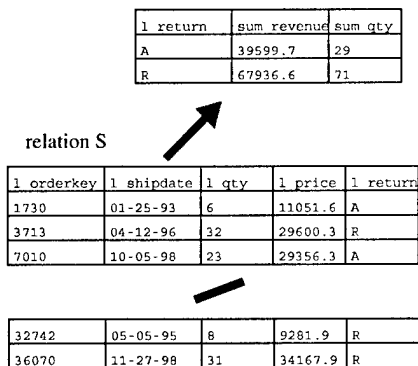 l return sum revenue sum qty
A 39599.7 29
R 67936.6 71
relation S
l orderkey l shipdate l qty l price l return
1730 01-25-93 6 11051.6 A
3713 04-12-96 32 29600.3 R
7010 10-05-98 23 29356.3 A
32742 05-05-95 8 9281.9 R
36070 11-27-98 31 34167.9 R